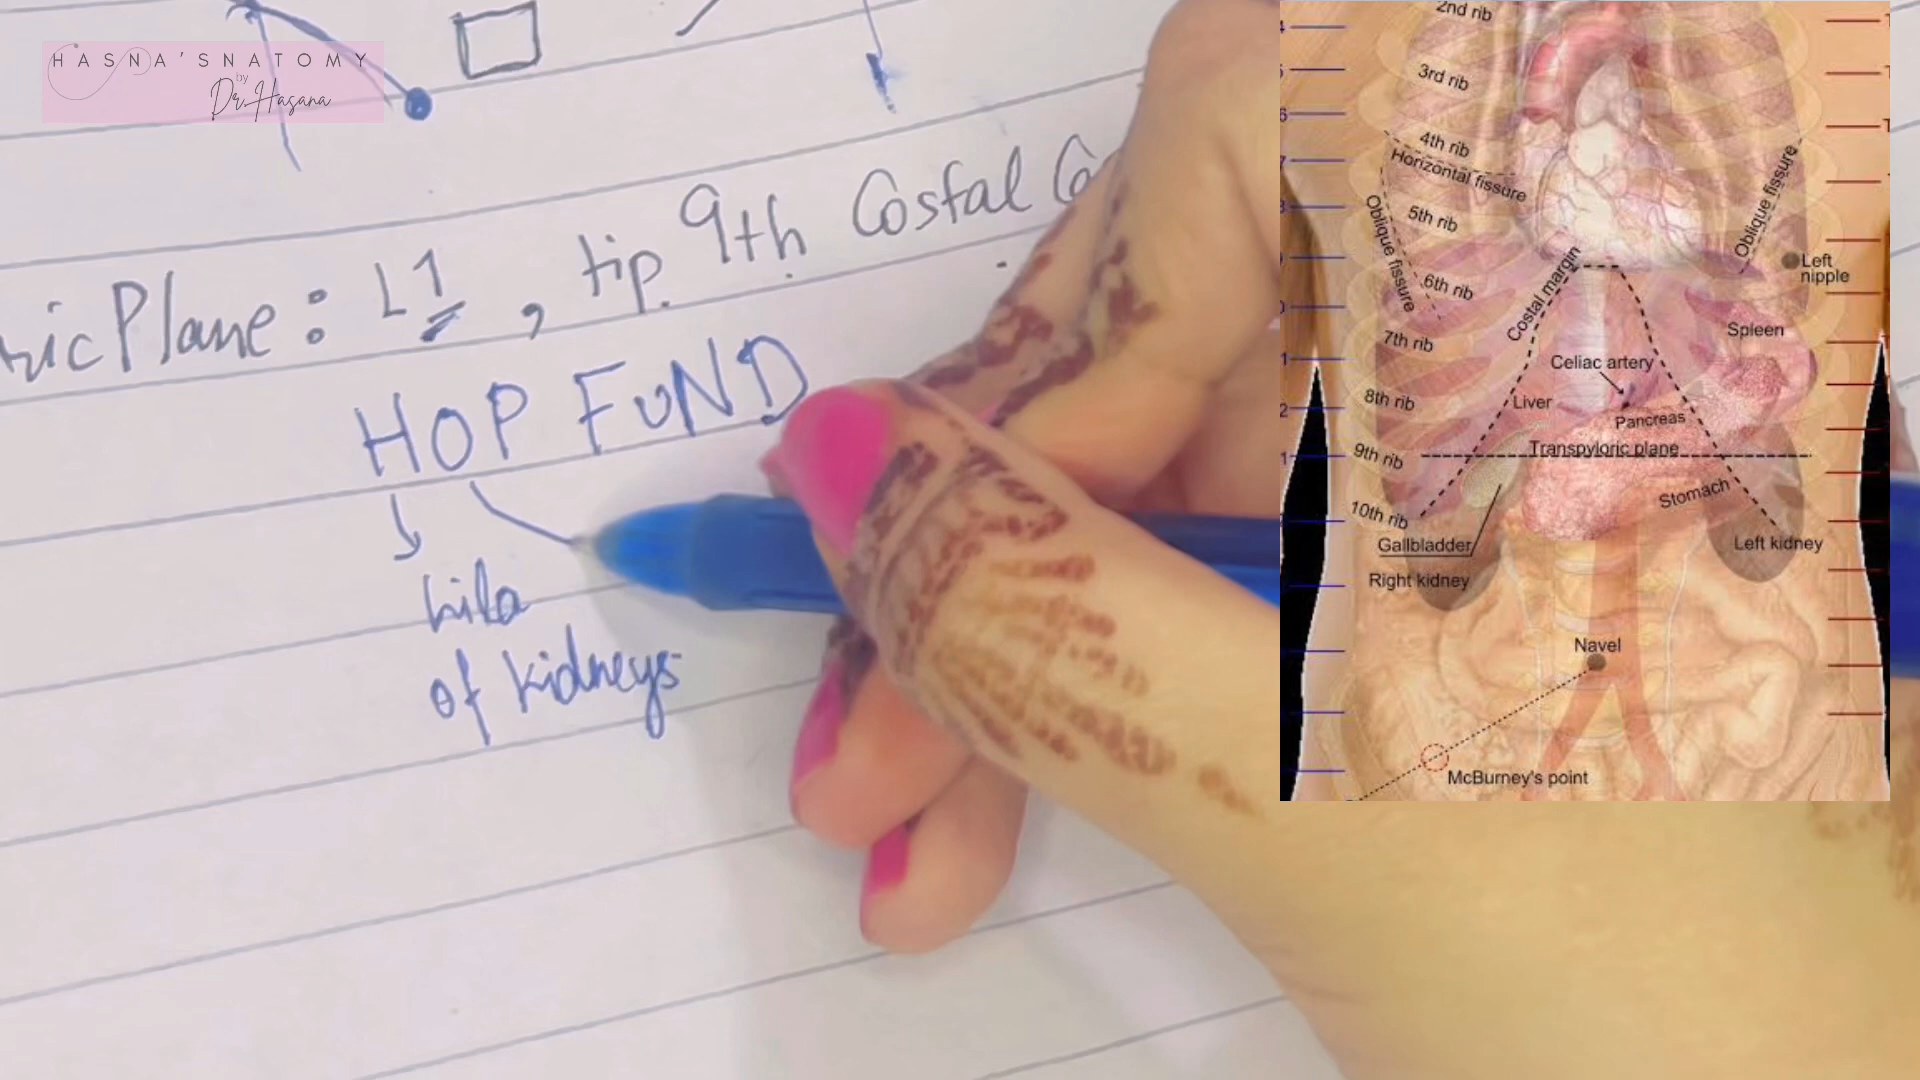 HASNA'SNATOMY
by
Dr.Hasana
Plane: L1, tip 9th Costal
HOP FUND
hila
of kidneys
2nd rib
3rd rib
4th rib
Horizontal fissure
Oblique fissure
Oblique fissure
5th rib
Left
nipple
6th rib
Costal margin
7th rib
Spleen
Celiac artery
8th rib
Liver
Pancreas
Transpyloric plane
9th rib
Stomach
10th rib
Gallbladder
Left kidney
Right kidney
Navel
McBurney's point